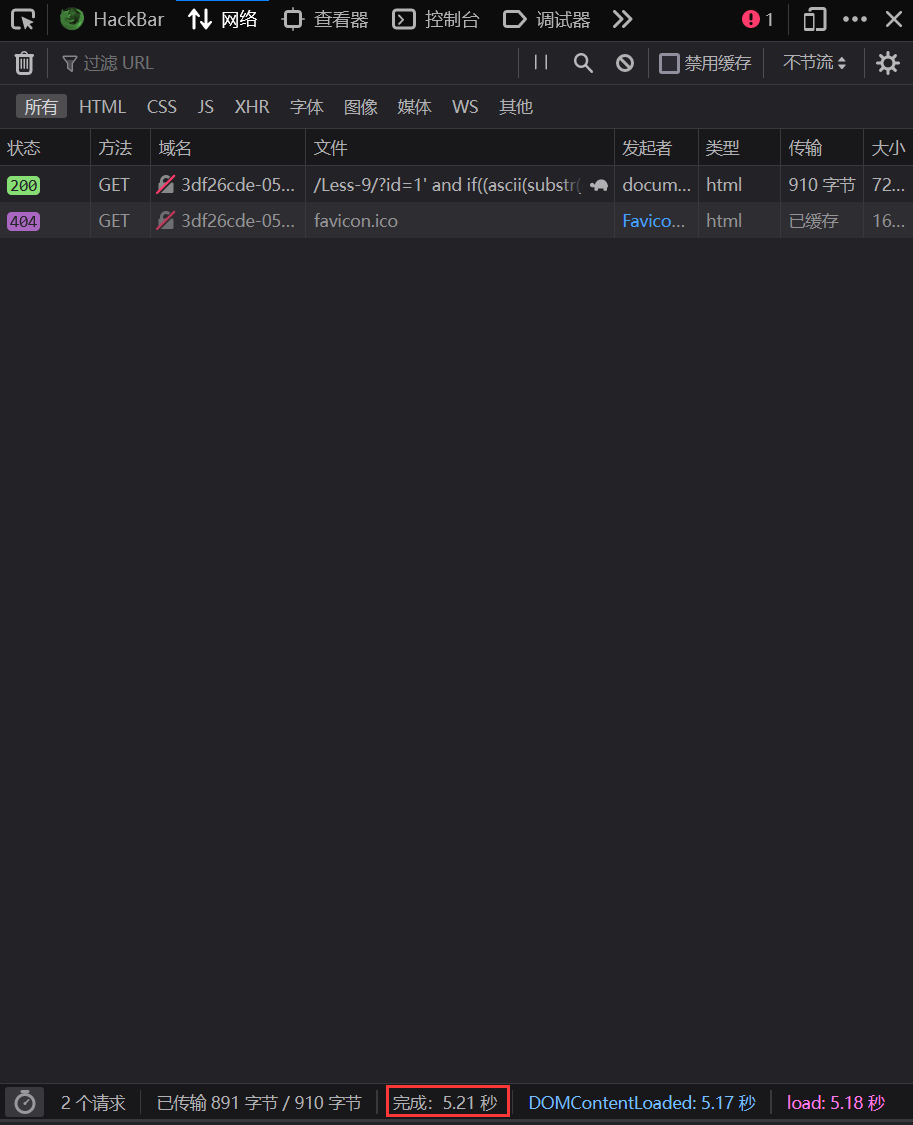 HackBar 网络 查看器 控制台 调试器 1
过滤 URL 禁用缓存 不节流
所有 HTML CSS JS XHR 字体 图像 媒体 WS 其他
状态 方法 域名 文件 发起者 类型 传输 大小
200 GET 3df26cde-05... /Less-9/?id=1' and if((ascii(substr( docum... html 910 字节 72...
404 GET 3df26cde-05... favicon.ico Favico... html 已缓存 16...
2 个请求 已传输 891 字节 / 910 字节 完成: 5.21 秒 DOMContentLoaded: 5.17 秒 load: 5.18 秒